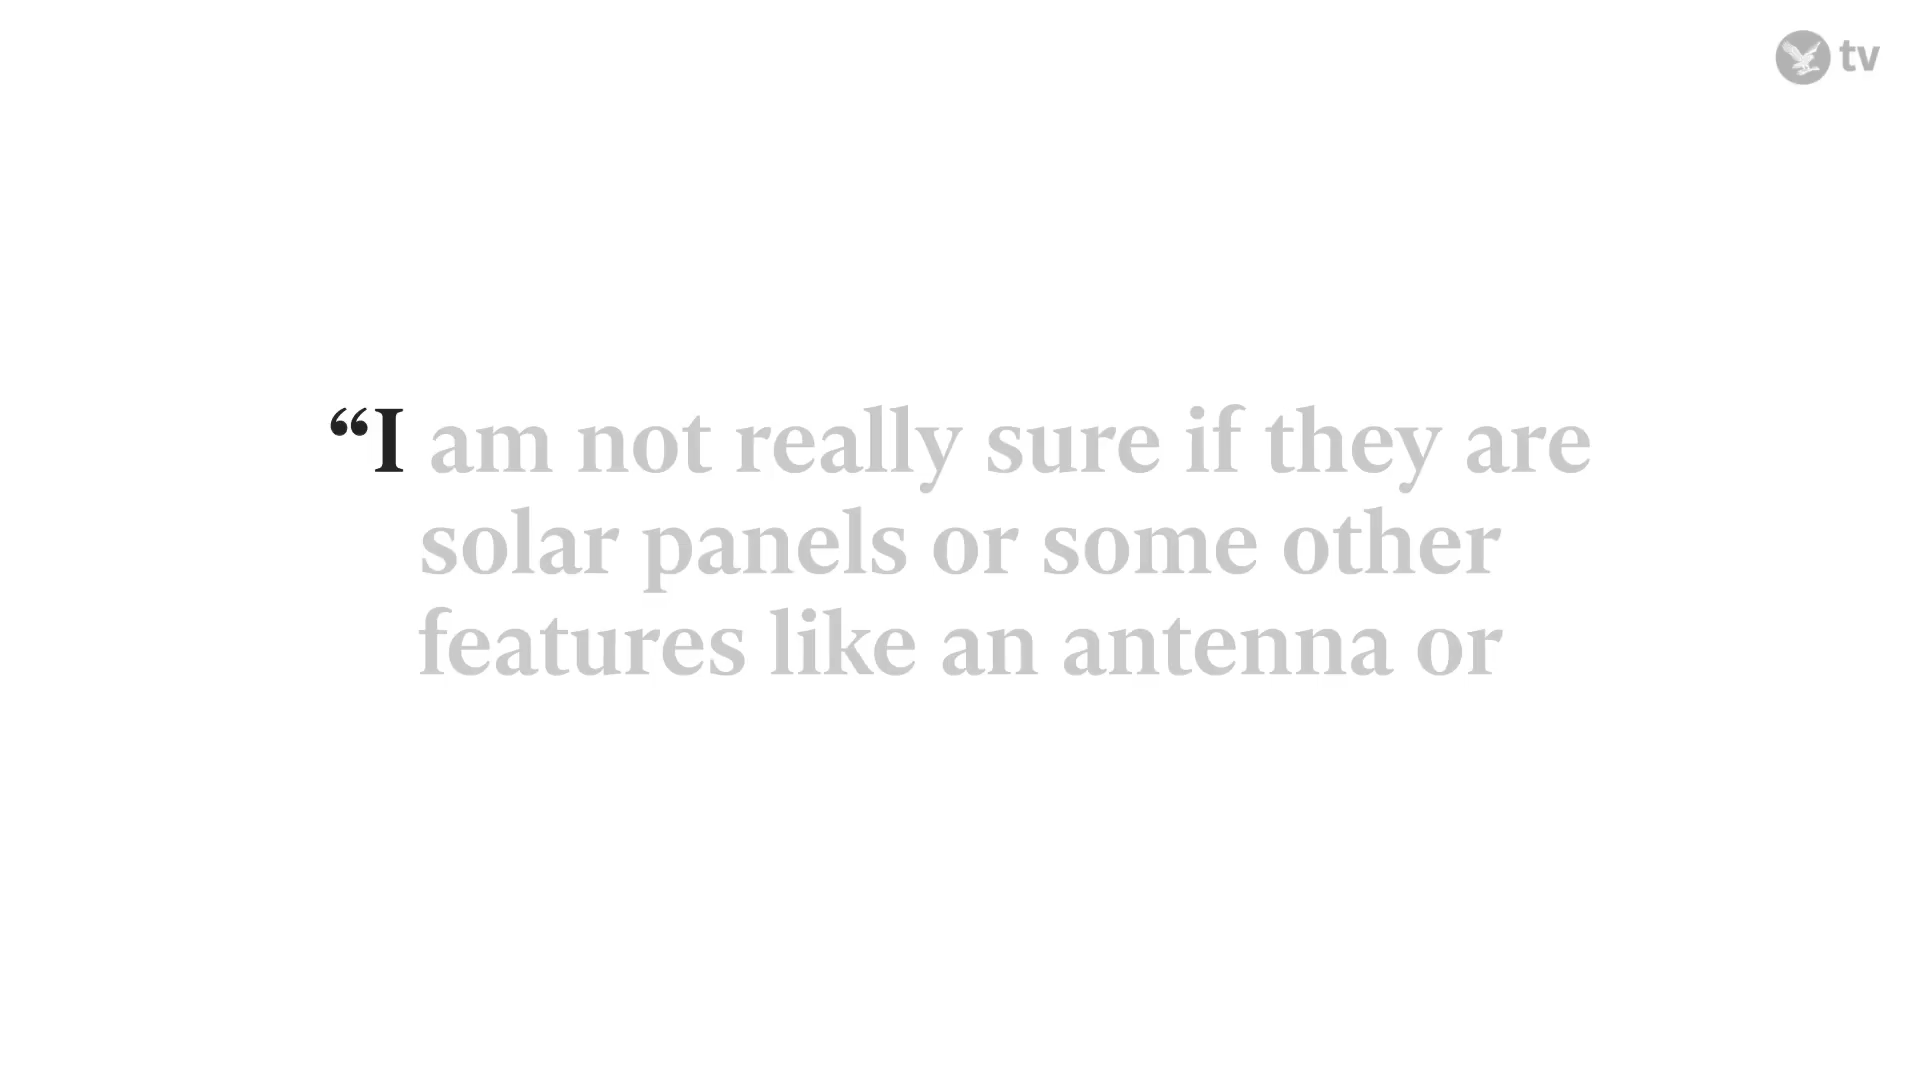 tv
“I am not really sure if they are
solar panels or some other
features like an antenna or